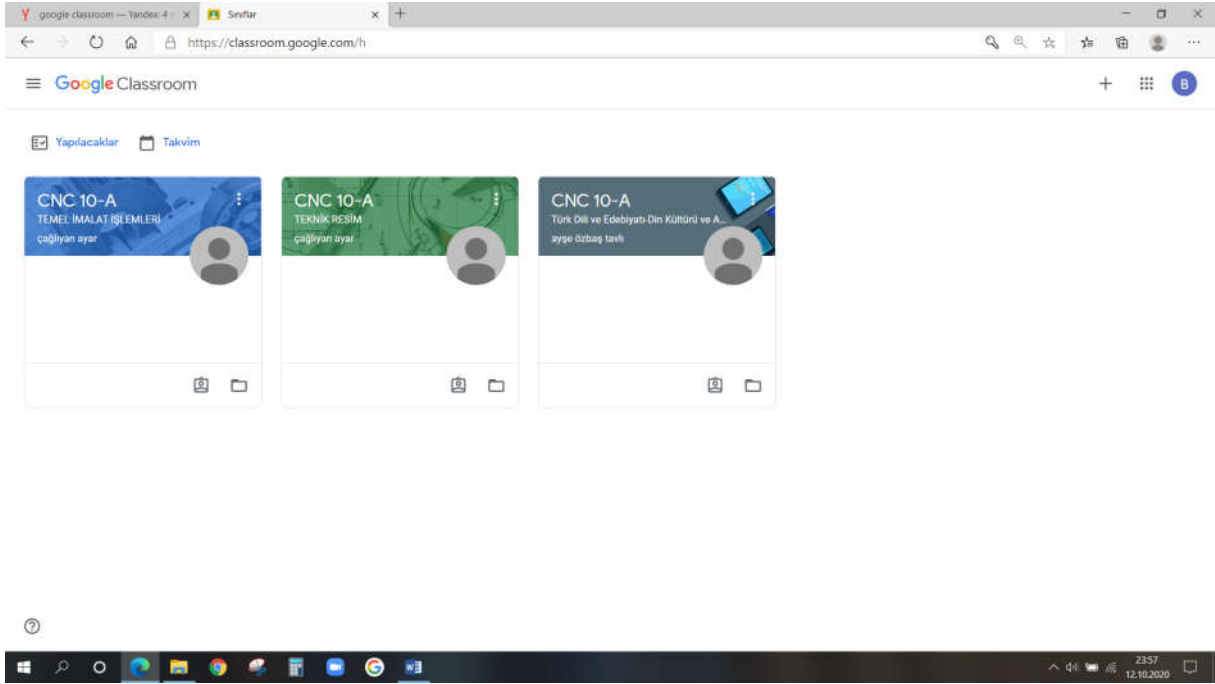 google classroom — Yandex: 4
Sınıflar
https://classroom.google.com/h
Google Classroom
B
Yapılacaklar
Takvim
CNC 10-A
TEMEL İMALAT İŞLEMLERİ
çağlıyan ayar
CNC 10-A
TEKNİK RESİM
çağlıyan ayar
CNC 10-A
Türk Dili ve Edebiyatı-Din Kültürü ve A...
ayşe özbaş tavlı
23:57
12.10.2020